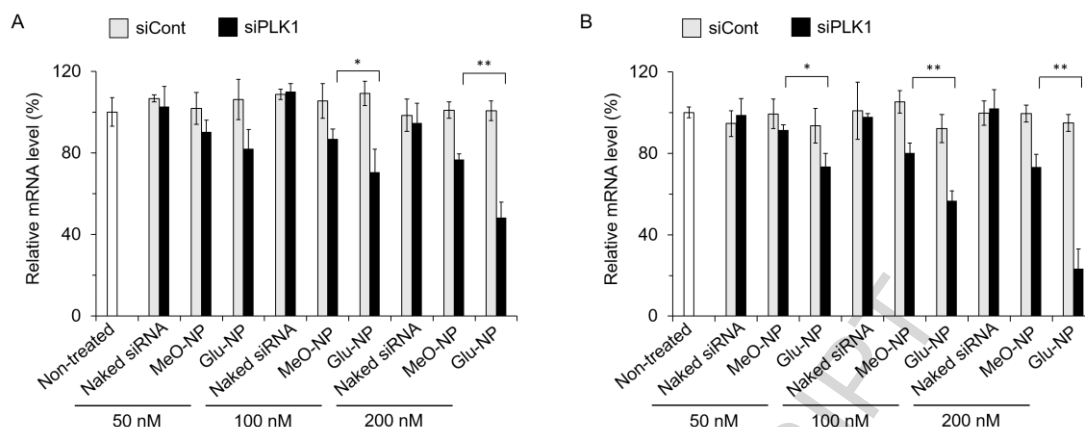 A
siCont siPLK1
Relative mRNA level (%)
120
80
40
0
* **
Non-treated
Naked siRNA
MeO-NP
Glu-NP
Naked siRNA
MeO-NP
Glu-NP
Naked siRNA
MeO-NP
Glu-NP
50 nM 100 nM 200 nM
B
siCont siPLK1
Relative mRNA level (%)
120
80
40
0
* ** **
Non-treated
Naked siRNA
MeO-NP
Glu-NP
Naked siRNA
MeO-NP
Glu-NP
Naked siRNA
MeO-NP
Glu-NP
50 nM 100 nM 200 nM
IPT